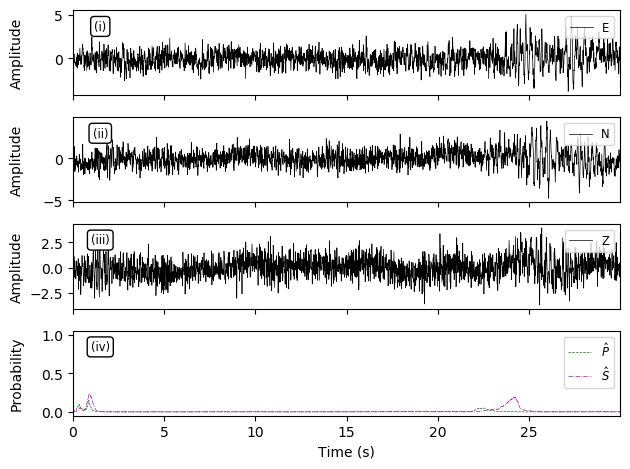 5
0
Amplitude
(i)
E
0
−5
Amplitude
(ii)
N
2.5
0.0
−2.5
Amplitude
(iii)
Z
1.0
0.5
0.0
Probability
(iv)
P̂
Ŝ
0 5 10 15 20 25
Time (s)